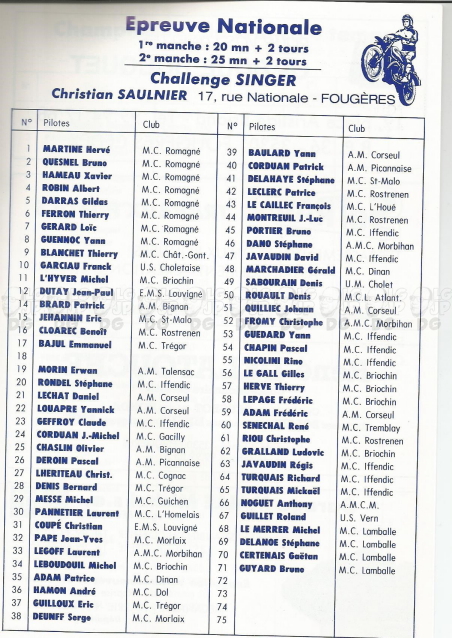 Epreuve Nationale
1re manche : 20 mn + 2 tours
2e manche : 25 mn + 2 tours
Challenge SINGER
Christian SAULNIER 17, rue Nationale - FOUGÈRES
N° Pilotes Club
1 MARTINE Hervé M.C. Romagné
2 QUESNEL Bruno M.C. Romagné
3 HAMEAU Xavier M.C. Romagné
4 ROBIN Albert M.C. Romagné
5 DARRAS Gildas M.C. Romagné
6 FERRON Thierry M.C. Romagné
7 GERARD Loïc M.C. Romagné
8 GUENNOC Yann M.C. Romagné
9 BLANCHET Thierry M.C. Chât.-Gont.
10 GARCIAU Franck U.S. Choletaise
11 L'HYVER Michel M.C. Briochin
12 DUTAY Jean-Paul E.M.S. Louvigné
14 BRARD Patrick A.M. Bignan
15 JEHANNIN Eric M.C. St-Malo
16 CLOAREC Benoît M.C. Rostrenen
17 BAJUL Emmanuel M.C. Trégor
18
19 MORIN Erwan A.M. Talensac
20 RONDEL Stéphane M.C. Iffendic
21 LECHAT Daniel A.M. Corseul
22 LOUAPRE Yannick A.M. Corseul
23 GEFFROY Claude M.C. Iffendic
24 CORDUAN J.-Michel M.C. Gacilly
25 CHASLIN Olivier A.M. Bignan
26 DEROIN Pascal A.M. Picannaise
27 LHERITEAU Christ. M.C. Cognac
28 DENIS Bernard M.C. Trégor
29 MESSE Michel M.C. Guichen
30 PANNETIER Laurent M.C. L'Homelais
31 COUPÉ Christian E.M.S. Louvigné
32 PAPE Jean-Yves M.C. Morlaix
33 LEGOFF Laurent A.M.C. Morbihan
34 LEBOUDOUIL Michel M.C. Briochin
35 ADAM Patrice M.C. Dinan
36 HAMON André M.C. Dol
37 GUILLOUX Eric M.C. Trégor
38 DEUNFF Serge M.C. Morlaix
N° Pilotes Club
39 BAULARD Yann A.M. Corseul
40 CORDUAN Patrick A.M. Picannaise
41 DELAHAYE Stéphane M.C. St-Malo
42 LECLERC Patrice M.C. Rostrenen
43 LE CAILLEC François M.C. L'Houé
44 MONTREUIL J.-Luc M.C. Rostrenen
45 PORTIER Bruno M.C. Iffendic
46 DANO Stéphane A.M.C. Morbihan
47 JAVAUDIN David M.C. Iffendic
48 MARCHADIER Gérald M.C. Dinan
49 SABOURAIN Denis U.M. Cholet
50 ROUAULT Denis M.C.L. Atlant.
51 QUILLIEC Johann A.M. Corseul
52 FROMY Christophe A.M.C. Morbihan
53 GUEDARD Yann M.C. Iffendic
54 CHAPIN Pascal M.C. Iffendic
55 NICOLINI Rino M.C. Iffendic
56 LE GALL Gilles M.C. Briochin
57 HERVE Thierry M.C. Briochin
58 LEPAGE Frédéric M.C. Briochin
59 ADAM Frédéric A.M. Corseul
60 SENECHAL René M.C. Tremblay
61 RIOU Christophe M.C. Rostrenen
62 GRALLAND Ludovic M.C. Briochin
63 JAVAUDIN Régis M.C. Iffendic
64 TURQUAIS Richard M.C. Iffendic
65 TURQUAIS Mickaël M.C. Iffendic
66 NOGUET Anthony A.M.C.M.
67 GUILLET Roland U.S. Vern
68 LE MERRER Michel M.C. Lamballe
69 DELANOE Stéphane M.C. Lamballe
70 CERTENAIS Gaëtan M.C. Lamballe
71 GUYARD Bruno M.C. Lamballe
72
73
74
75